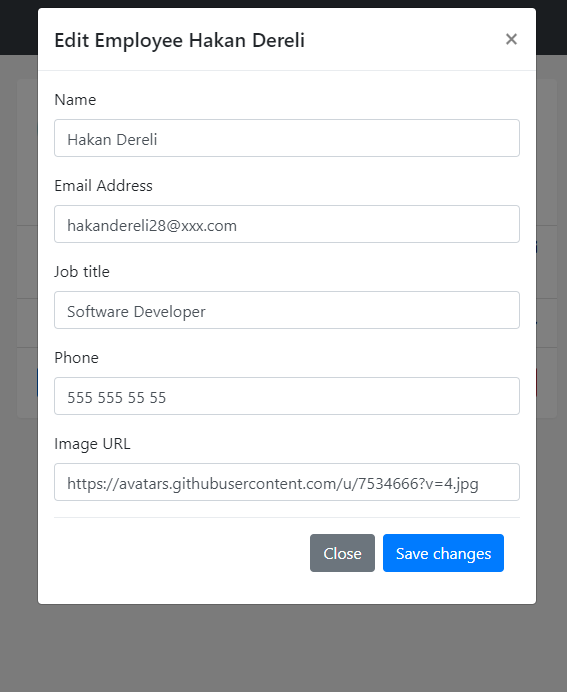 Edit Employee Hakan Dereli ×
Name
Hakan Dereli
Email Address
hakandereli28@xxx.com
Job title
Software Developer
Phone
555 555 55 55
Image URL
https://avatars.githubusercontent.com/u/7534666?v=4.jpg
Close Save changes